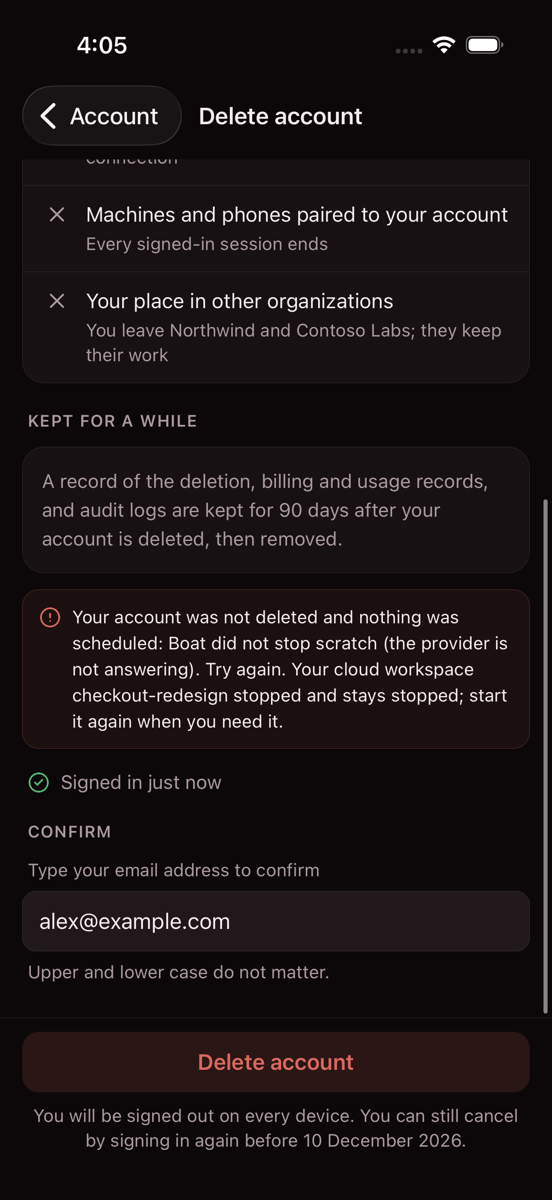 4:05
Account
Delete account
connection
Machines and phones paired to your account
Every signed-in session ends
Your place in other organizations
You leave Northwind and Contoso Labs; they keep
their work
KEPT FOR A WHILE
A record of the deletion, billing and usage records,
and audit logs are kept for 90 days after your
account is deleted, then removed.
Your account was not deleted and nothing was
scheduled: Boat did not stop scratch (the provider is
not answering). Try again. Your cloud workspace
checkout-redesign stopped and stays stopped; start
it again when you need it.
Signed in just now
CONFIRM
Type your email address to confirm
alex@example.com
Upper and lower case do not matter.
Delete account
You will be signed out on every device. You can still cancel
by signing in again before 10 December 2026.